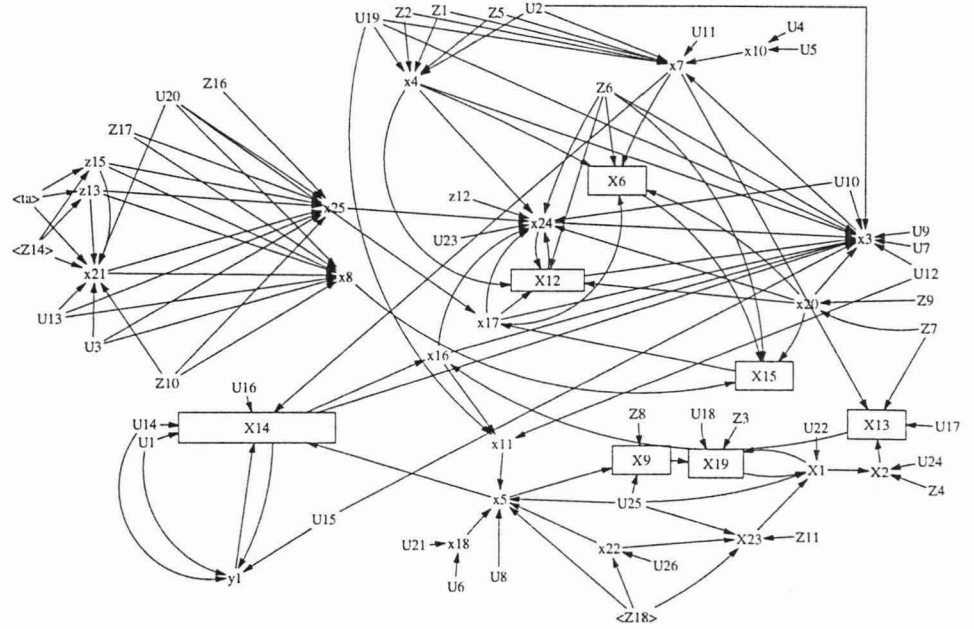 U19 Z2 Z1 Z5 U2
U11 U4
x10 U5
x7
x4
Z16 Z6
U20
Z17
z15 X6
<ta> z13 U10
z12
x25 x24 U9
U23 x3
<Z14> U7
x21 x8 X12 U12
U13 x17 x20 Z9
Z7
U3
x16
Z10 X15
U16
U14 X14 Z8 U18 Z3 X13 U17
U1 x11 U22
X9 X19 X1 X2 U24
Z4
x5 U25
U15
U21 x18 x22 X23 Z11
U26
y1 U6 U8
<Z18>